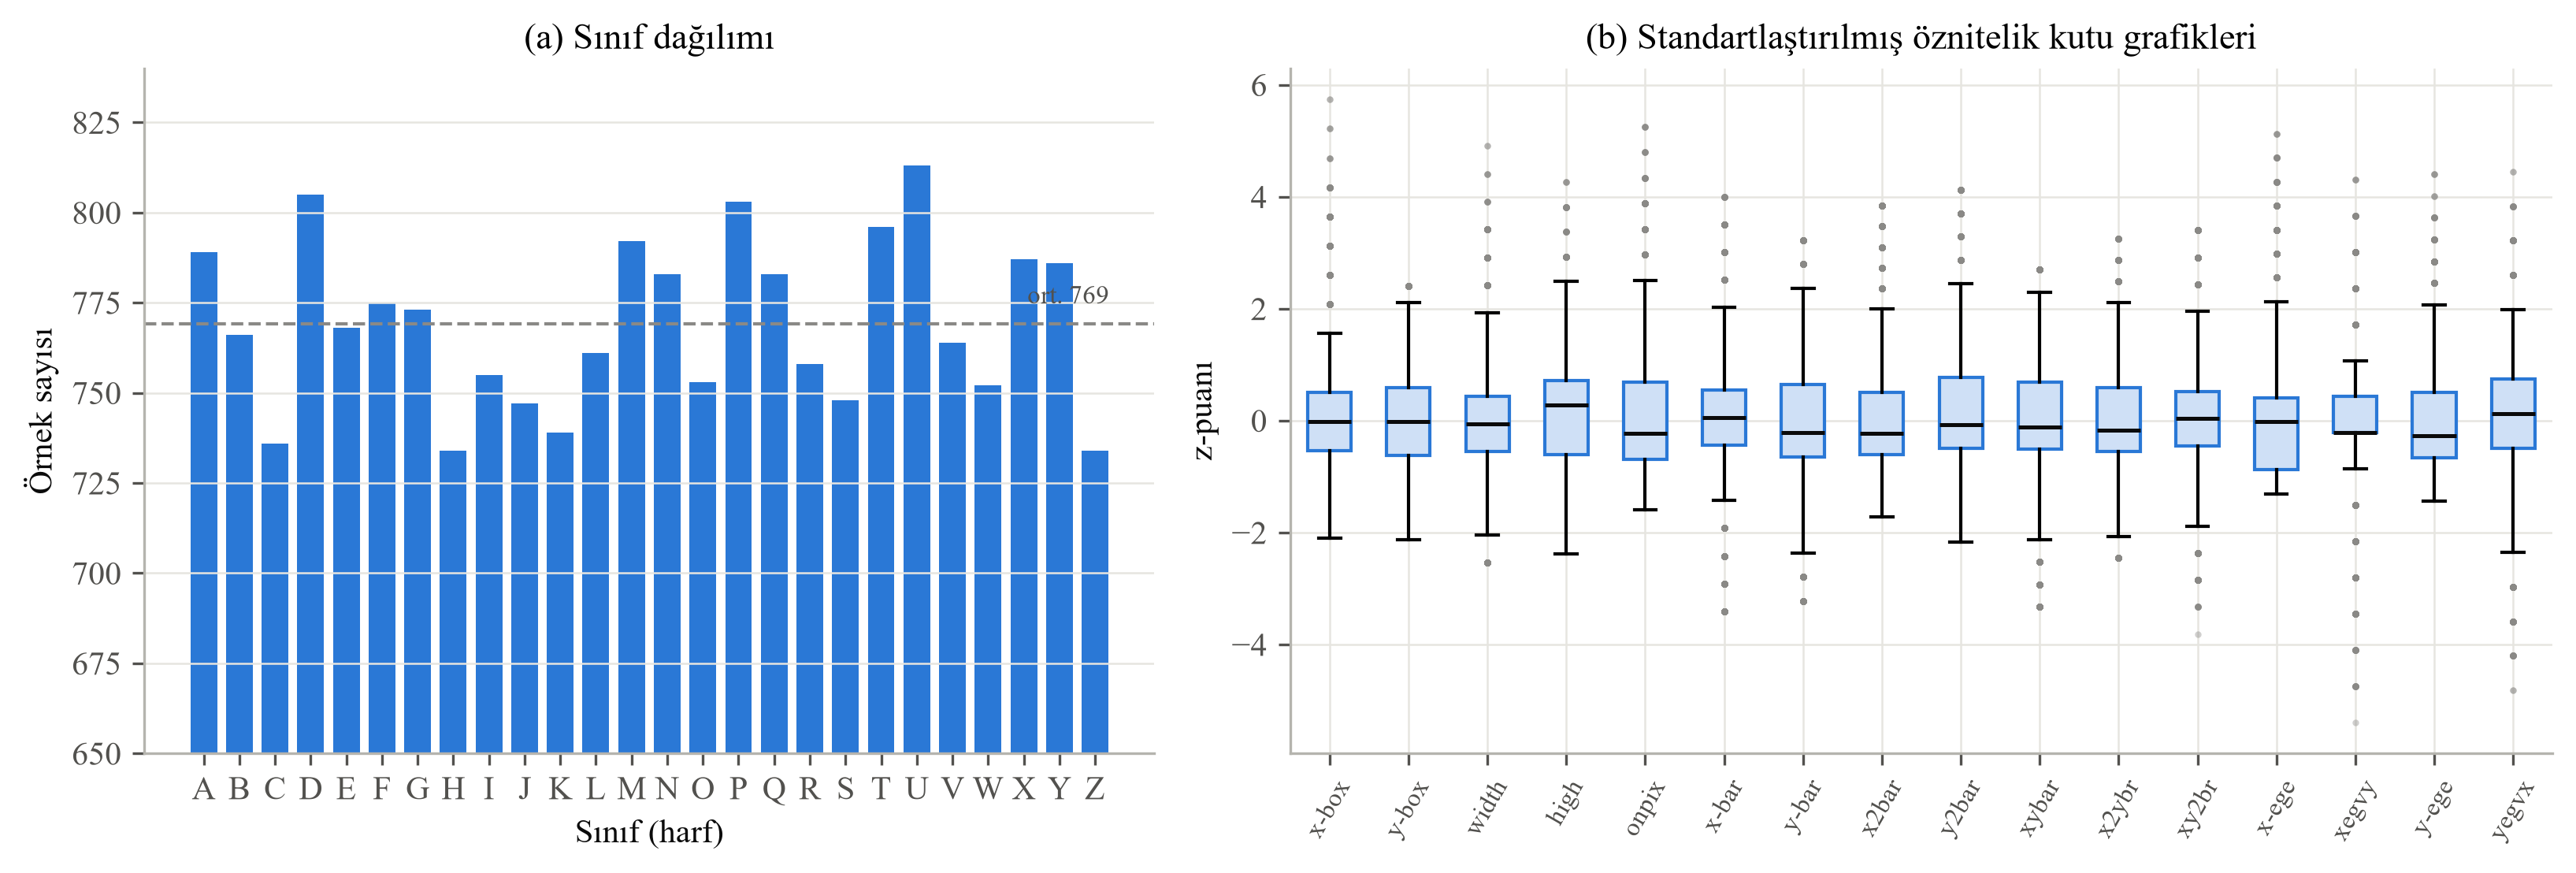 (a) Sınıf dağılımı
825
800
775
750
725
700
675
650
Örnek sayısı
ort. 769
A B C D E F G H I J K L M N O P Q R S T U V W X Y Z
Sınıf (harf)
(b) Standartlaştırılmış öznitelik kutu grafikleri
6
4
2
0
−2
−4
z-puanı
x-box y-box width high onpix x-bar y-bar x2bar y2bar xybar x2ybr xy2br x-ege xegvy y-ege yegvx